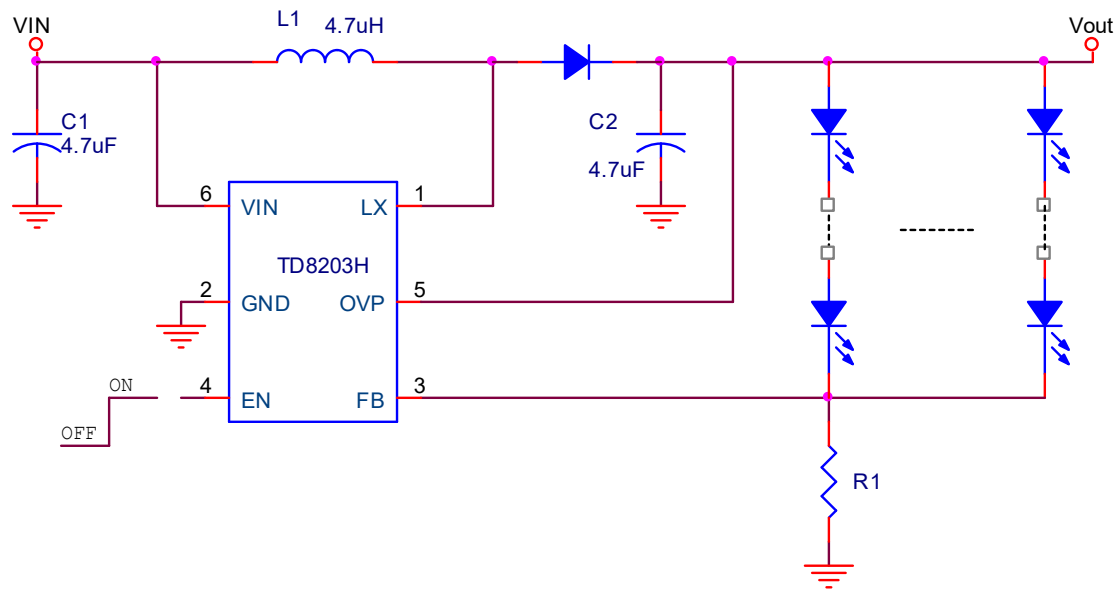 VIN
L1
4.7uH
Vout
C1
4.7uF
C2
4.7uF
6
VIN
LX
1
TD8203H
2
GND
OVP
5
ON
4
EN
FB
3
OFF
R1